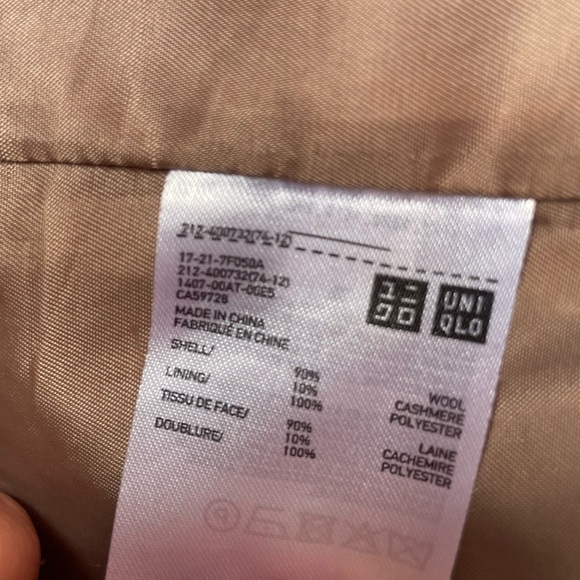 212-400732(74-12)
17-21-7F050A
212-400732(74-12)
1407-00AT-0GE5
CA59728
MADE IN CHINA
FABRIQUÉ EN CHINE
ユニクロ
UNIQLO
SHELL/ 90% WOOL
10% CASHMERE
LINING/ 100% POLYESTER
TISSU DE FACE/ 90% LAINE
10% CACHEMIRE
DOUBLURE/ 100% POLYESTER